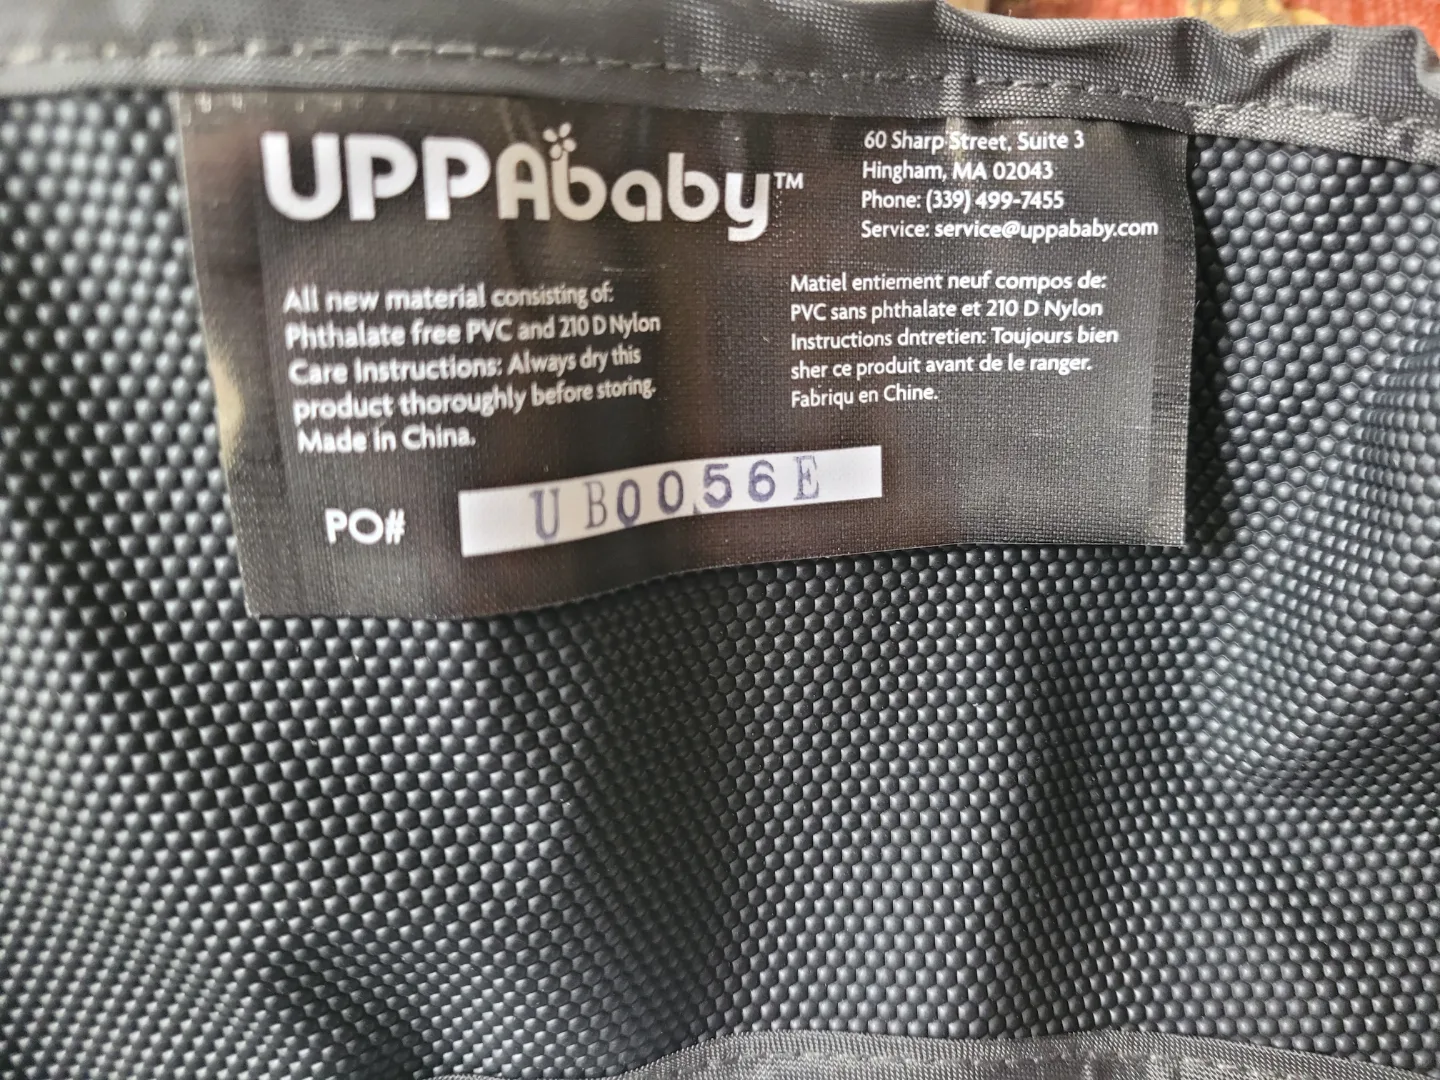 UPPAbaby™
60 Sharp Street, Suite 3
Hingham, MA 02043
Phone: (339) 499-7455
Service: service@uppababy.com
All new material consisting of:
Phthalate free PVC and 210 D Nylon
Care Instructions: Always dry this
product thoroughly before storing.
Made in China.
Matiel entiement neuf compos de:
PVC sans phthalate et 210 D Nylon
Instructions dntretien: Toujours bien
sher ce produit avant de le ranger.
Fabriqu en Chine.
PO# UB0056E